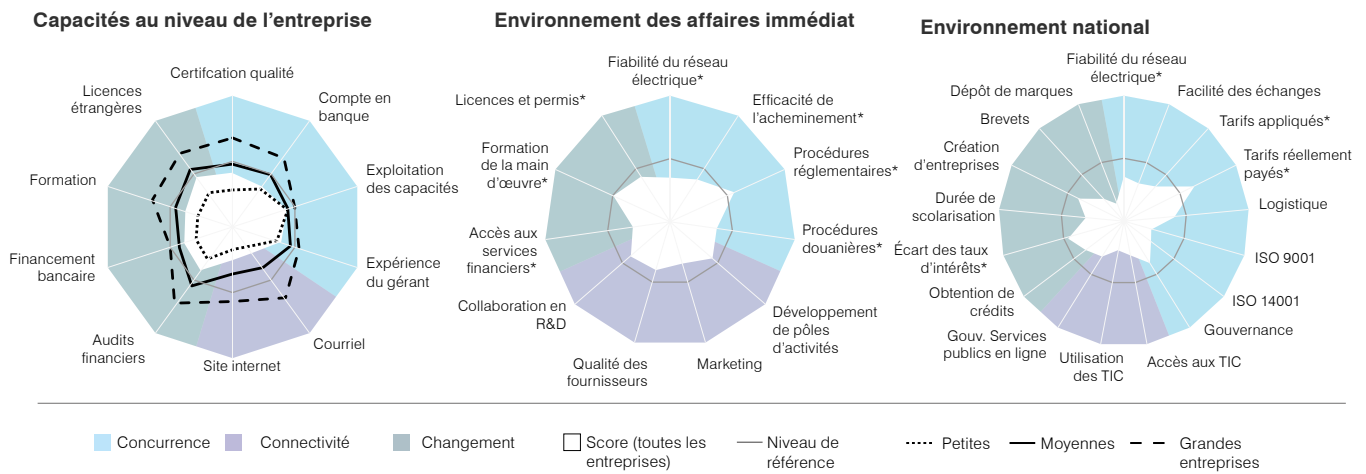 Capacités au niveau de l’entreprise
Certifcation qualité
Compte en
banque
Exploitation
des capacités
Expérience
du gérant
Courriel
Site internet
Audits
financiers
Financement
bancaire
Formation
Licences
étrangères
Environnement des affaires immédiat
Fiabilité du réseau
électrique*
Efficacité de
l’acheminement*
Procédures
réglementaires*
Procédures
douanières*
Développement
de pôles
d’activités
Marketing
Qualité des
fournisseurs
Collaboration en
R&D
Accès aux
services
financiers*
Formation
de la main
d’œuvre*
Licences et permis*
Environnement national
Fiabilité du réseau
électrique*
Facilité des échanges
Tarifs appliqués*
Tarifs réellement
payés*
Logistique
ISO 9001
ISO 14001
Gouvernance
Accès aux TIC
Utilisation
des TIC
Gouv. Services
publics en ligne
Obtention de
crédits
Écart des taux
d’intérêts*
Durée de
scolarisation
Création
d’entreprises
Brevets
Dépôt de marques
Concurrence
Connectivité
Changement
Score (toutes les
entreprises)
Niveau de
référence
Petites
Moyennes
Grandes
entreprises